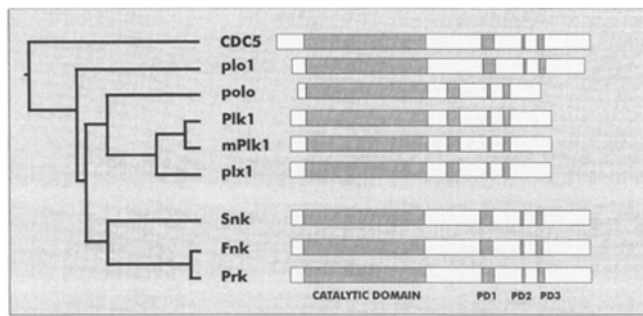 CDC5
plo1
polo
Plk1
mPlk1
plx1
Snk
Fnk
Prk
CATALYTIC DOMAIN PD1 PD2 PD3